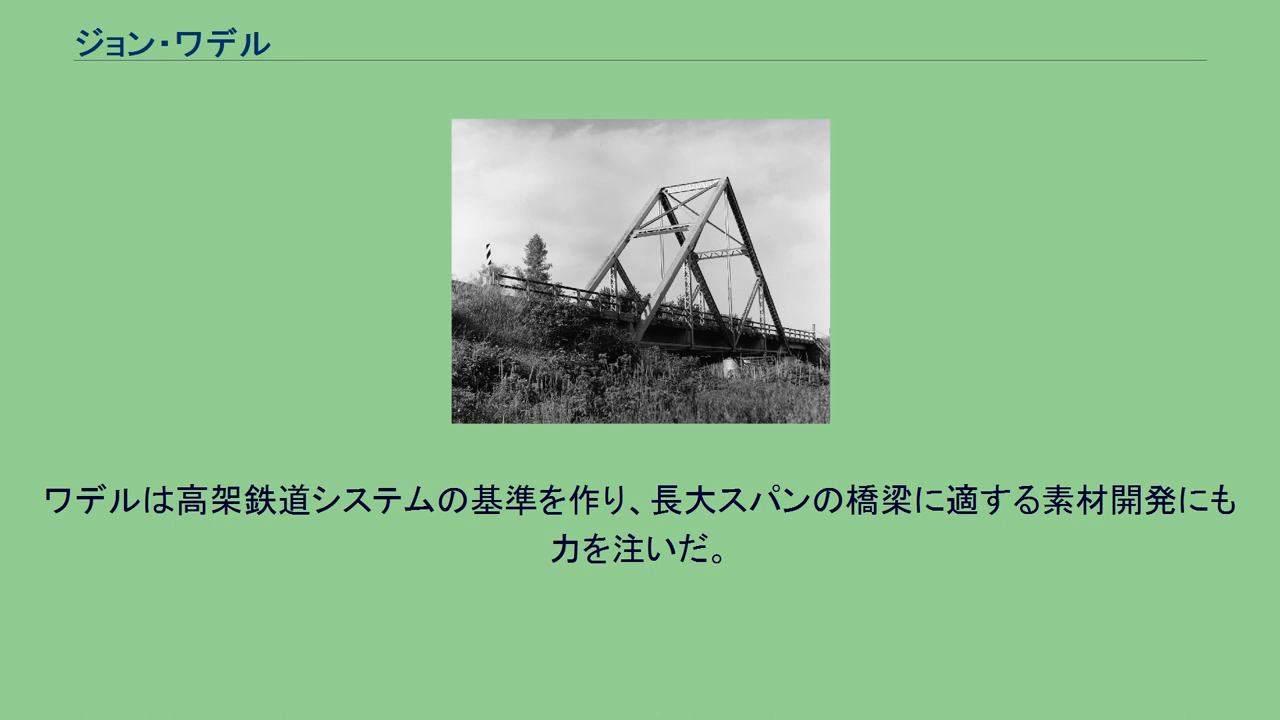 ジョン・ワデル
ワデルは高架鉄道システムの基準を作り、長大スパンの橋梁に適する素材開発にも
力を注いだ。